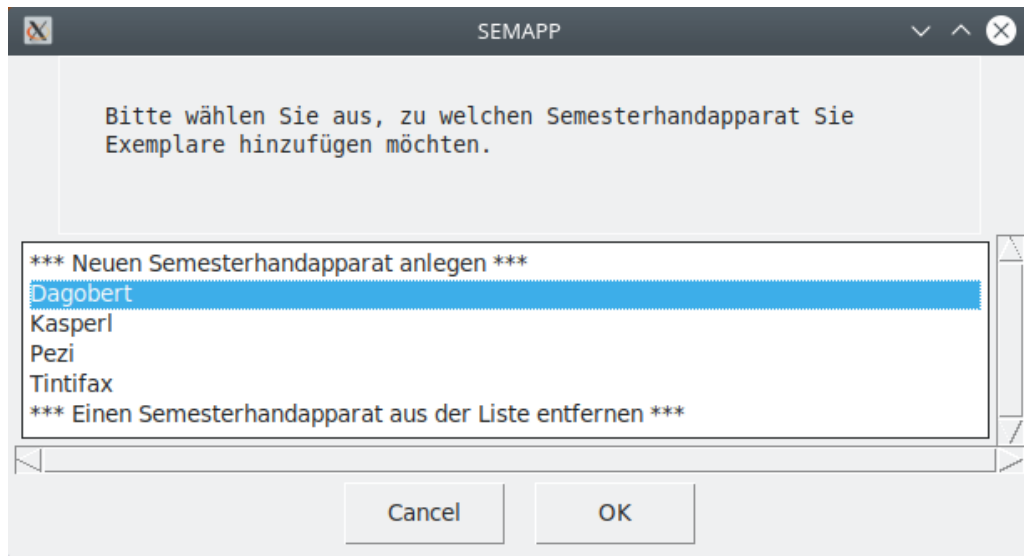 SEMAPP
Bitte wählen Sie aus, zu welchen Semesterhandapparat Sie
Exemplare hinzufügen möchten.
*** Neuen Semesterhandapparat anlegen ***
Dagobert
Kasperl
Pezi
Tintifax
*** Einen Semesterhandapparat aus der Liste entfernen ***
Cancel OK